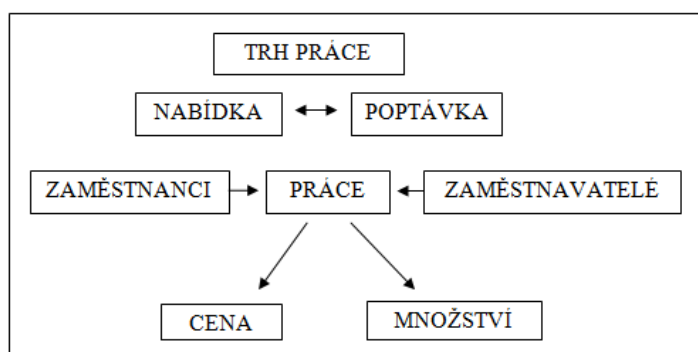 TRH PRÁCE
NABÍDKA POPTÁVKA
ZAMĚSTNANCI PRÁCE ZAMĚSTNAVATELÉ
CENA MNOŽSTVÍ